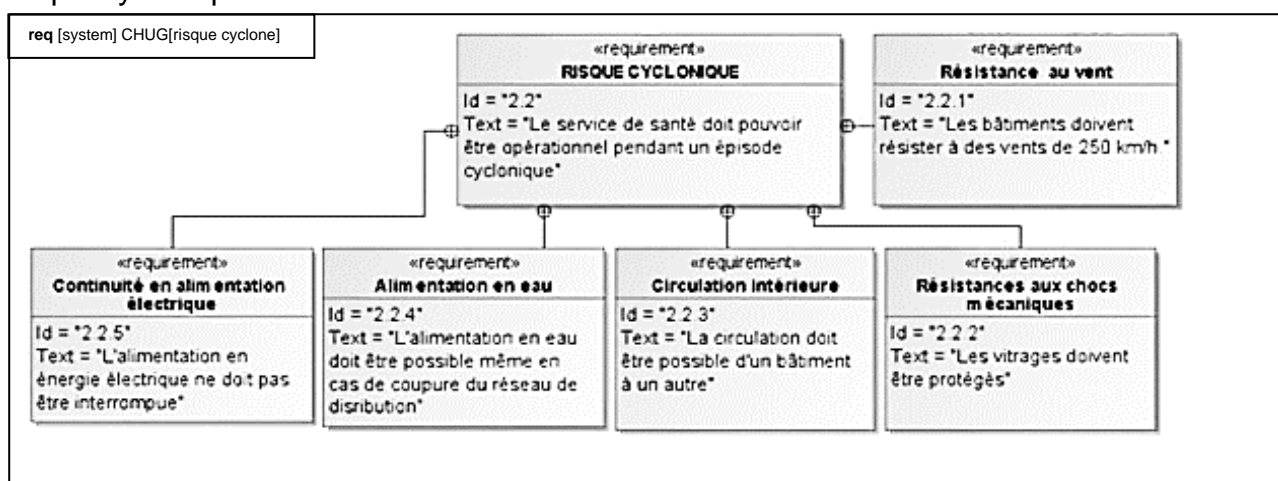 req [system] CHUG[risque cyclone]
«requirement»
RISQUE CYCLONIQUE
Id = "2.2"
Text = "Le service de santé doit pouvoir
être opérationnel pendant un épisode
cyclonique"
«requirement»
Résistance au vent
Id = "2.2.1"
Text = "Les bâtiments doivent
résister à des vents de 250 km/h."
«requirement»
Continuité en alimentation
électrique
Id = "2.2.5"
Text = "L'alimentation en
énergie électrique ne doit pas
être interrompue"
«requirement»
Alimentation en eau
Id = "2.2.4"
Text = "L'alimentation en eau
doit être possible même en
cas de coupure du réseau de
disribution"
«requirement»
Circulation intérieure
Id = "2.2.3"
Text = "La circulation doit
être possible d'un bâtiment
à un autre"
«requirement»
Résistances aux chocs
mécaniques
Id = "2.2.2"
Text = "Les vitrages doivent
être protégès"